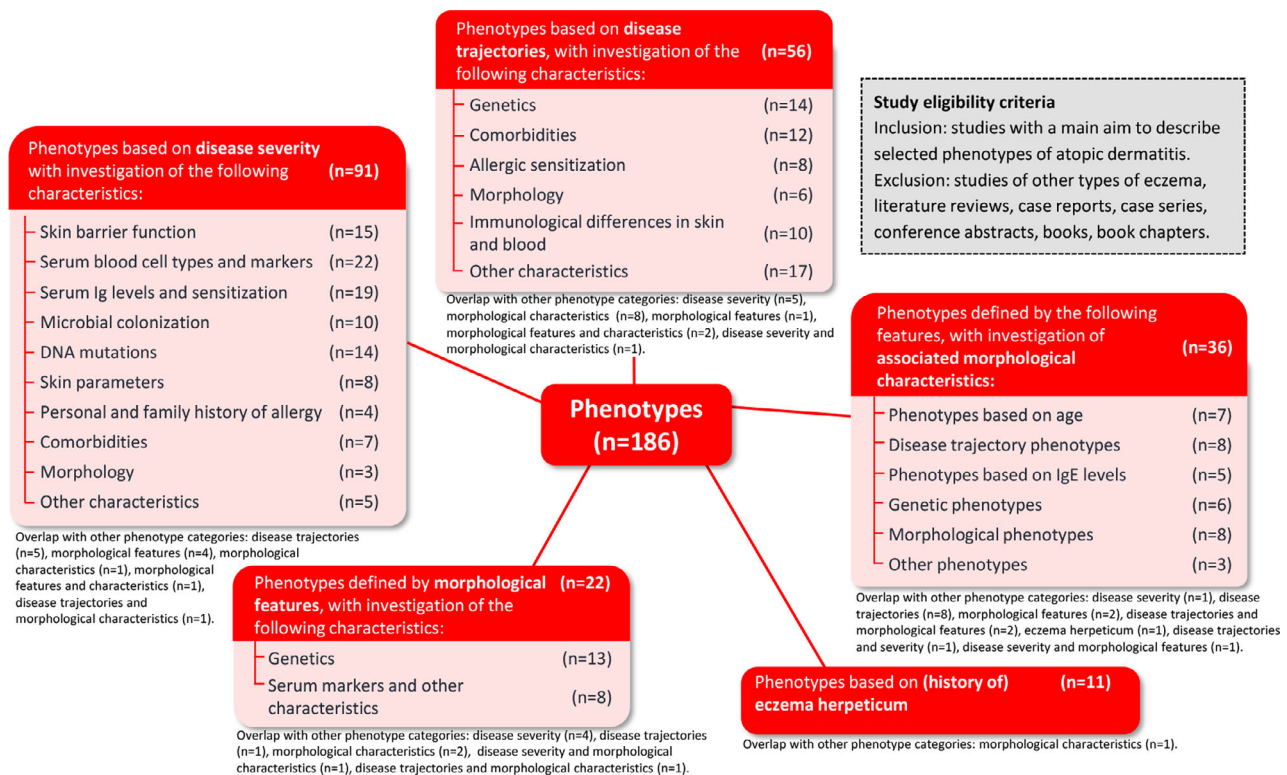 Phenotypes based on disease
trajectories, with investigation of the (n=56)
following characteristics:
Genetics (n=14)
Comorbidities (n=12)
Allergic sensitization (n=8)
Morphology (n=6)
Immunological differences in skin
and blood (n=10)
Other characteristics (n=17)
Overlap with other phenotype categories: disease severity (n=5),
morphological characteristics (n=8), morphological features (n=1),
morphological features and characteristics (n=2), disease severity and
morphological characteristics (n=1).
Study eligibility criteria
Inclusion: studies with a main aim to describe
selected phenotypes of atopic dermatitis.
Exclusion: studies of other types of eczema,
literature reviews, case reports, case series,
conference abstracts, books, book chapters.
Phenotypes based on disease severity
with investigation of the following (n=91)
characteristics:
Skin barrier function (n=15)
Serum blood cell types and markers (n=22)
Serum Ig levels and sensitization (n=19)
Microbial colonization (n=10)
DNA mutations (n=14)
Skin parameters (n=8)
Personal and family history of allergy (n=4)
Comorbidities (n=7)
Morphology (n=3)
Other characteristics (n=5)
Overlap with other phenotype categories: disease trajectories
(n=5), morphological features (n=4), morphological
characteristics (n=1), morphological
features and characteristics (n=1),
disease trajectories and
morphological characteristics (n=1).
Phenotypes
(n=186)
Phenotypes defined by the following
features, with investigation of (n=36)
associated morphological
characteristics:
Phenotypes based on age (n=7)
Disease trajectory phenotypes (n=8)
Phenotypes based on IgE levels (n=5)
Genetic phenotypes (n=6)
Morphological phenotypes (n=8)
Other phenotypes (n=3)
Overlap with other phenotype categories: disease severity (n=1), disease
trajectories (n=8), morphological features (n=2), disease trajectories and
morphological features (n=2), eczema herpeticum (n=1), disease trajectories
and severity (n=1), disease severity and morphological features (n=1).
Phenotypes defined by morphological (n=22)
features, with investigation of the
following characteristics:
Genetics (n=13)
Serum markers and other
characteristics (n=8)
Overlap with other phenotype categories: disease severity (n=4), disease trajectories
(n=1), morphological characteristics (n=2), disease severity and morphological
characteristics (n=1), disease trajectories and morphological characteristics (n=1).
Phenotypes based on (history of) (n=11)
eczema herpeticum
Overlap with other phenotype categories: morphological characteristics (n=1).